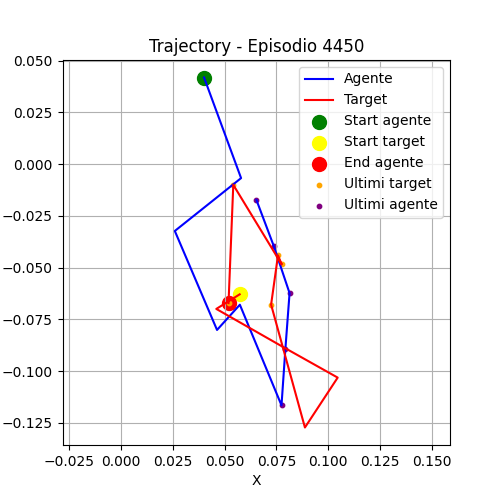 Trajectory - Episodio 4450
0.050
0.025
0.000
−0.025
−0.050
−0.075
−0.100
−0.125
Agente
Target
Start agente
Start target
End agente
Ultimi target
Ultimi agente
−0.025 0.000 0.025 0.050 0.075 0.100 0.125 0.150
X